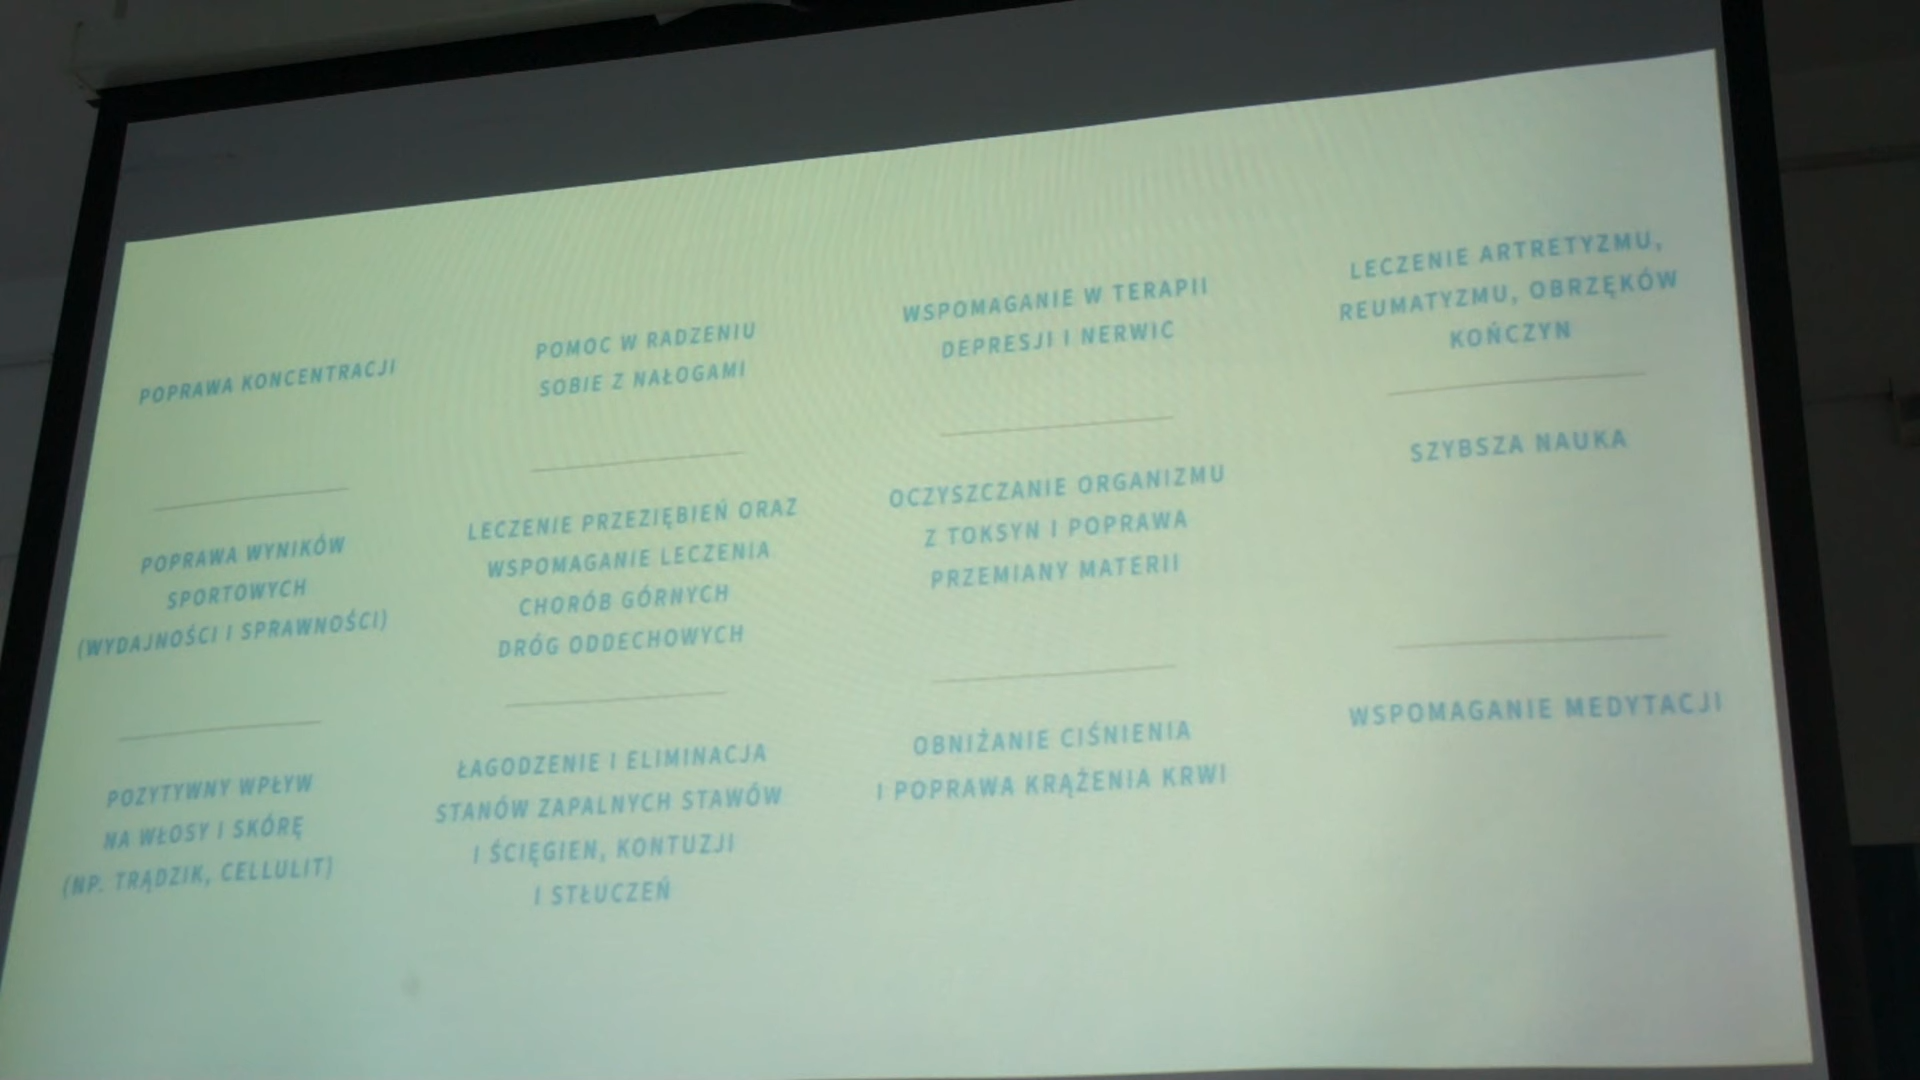 POPRAWA KONCENTRACJI
POPRAWA WYNIKÓW
SPORTOWYCH
(WYDAJNOŚCI I SPRAWNOŚCI)
POZYTYWNY WPŁYW
NA WŁOSY I SKÓRĘ
(NP. TRĄDZIK, CELLULIT)
POMOC W RADZENIU
SOBIE Z NAŁOGAMI
LECZENIE PRZEZIĘBIEŃ ORAZ
WSPOMAGANIE LECZENIA
CHORÓB GÓRNYCH
DRÓG ODDECHOWYCH
ŁAGODZENIE I ELIMINACJA
STANÓW ZAPALNYCH STAWÓW
I ŚCIĘGIEN, KONTUZJI
I STŁUCZEŃ
WSPOMAGANIE W TERAPII
DEPRESJI I NERWIC
OCZYSZCZANIE ORGANIZMU
Z TOKSYN I POPRAWA
PRZEMIANY MATERII
OBNIŻANIE CIŚNIENIA
I POPRAWA KRĄŻENIA KRWI
LECZENIE ARTRETYZMU,
REUMATYZMU, OBRZĘKÓW
KOŃCZYN
SZYBSZA NAUKA
WSPOMAGANIE MEDYTACJI